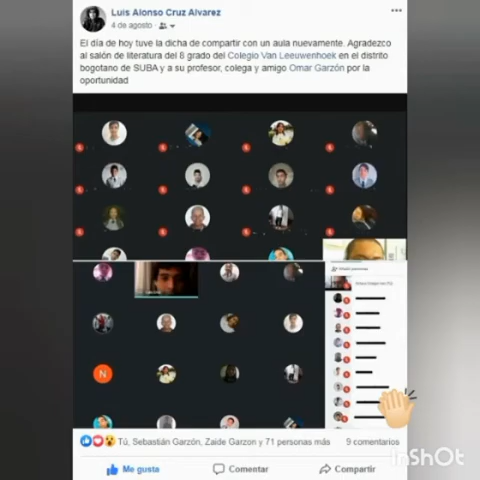 Luis Alonso Cruz Alvarez
4 de agosto ·
El día de hoy tuve la dicha de compartir con un aula nuevamente. Agradezco
al salón de literatura del 8 grado del Colegio Van Leeuwenhoek en el distrito
bogotano de SUBA y a su profesor, colega y amigo Omar Garzón por la
oportunidad
N
Tú, Sebastián Garzón, Zaide Garzon y 71 personas más
9 comentarios
Me gusta
Comentar
Compartir
InShOt